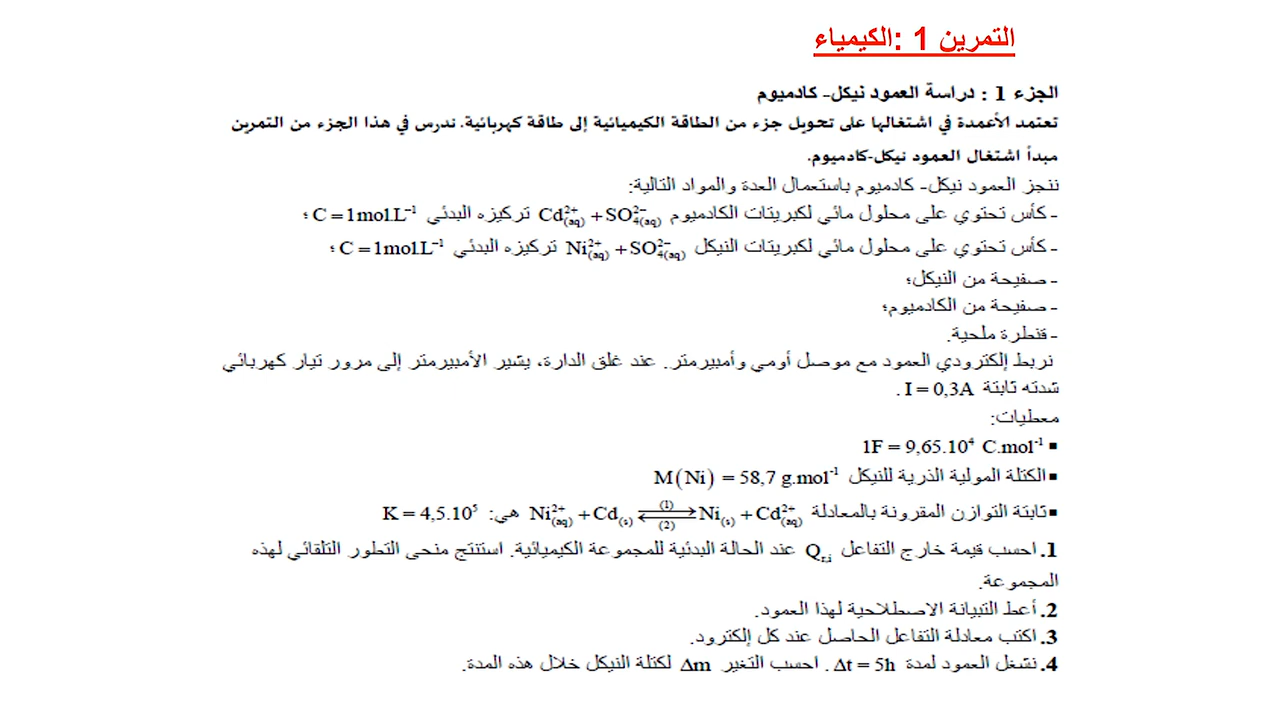 التمرين 1 :الكيمياء
الجزء 1 : دراسة العمود نيكل- كادميوم
تعتمد الأعمدة في اشتغالها على تحويل جزء من الطاقة الكيميائية إلى طاقة كهربائية. ندرس في هذا الجزء من التمرين
مبدأ اشتغال العمود نيكل-كادميوم.
ننجز العمود نيكل- كادميوم باستعمال العدة والمواد التالية:
- كأس تحتوي على محلول مائي لكبريتات الكادميوم Cd²⁺(aq) + SO₄²⁻(aq) تركيزه البدئي C = 1mol.L⁻¹ ؛
- كأس تحتوي على محلول مائي لكبريتات النيكل Ni²⁺(aq) + SO₄²⁻(aq) تركيزه البدئي C = 1mol.L⁻¹ ؛
- صفيحة من النيكل؛
- صفيحة من الكادميوم؛
- قنطرة ملحية.
نربط إلكترودي العمود مع موصل أومي وأمبيرمتر. عند غلق الدارة، يشير الأمبيرمتر إلى مرور تيار كهربائي
شدته ثابتة I = 0,3A .
معطيات:
▪ 1F = 9,65.10⁴ C.mol⁻¹
▪ الكتلة المولية الذرية للنيكل M(Ni) = 58,7 g.mol⁻¹
▪ ثابتة التوازن المقرونة بالمعادلة Ni²⁺(aq) + Cd(s) ⇄ (1) (2) Ni(s) + Cd²⁺(aq) هي: K = 4,5.10⁵
1. احسب قيمة خارج التفاعل Qr,i عند الحالة البدئية للمجموعة الكيميائية. استنتج منحى التطور التلقائي لهذه
المجموعة.
2. أعط التبيانة الاصطلاحية لهذا العمود.
3. اكتب معادلة التفاعل الحاصل عند كل إلكترود.
4. نشغل العمود لمدة Δt = 5h . احسب التغير Δm لكتلة النيكل خلال هذه المدة.